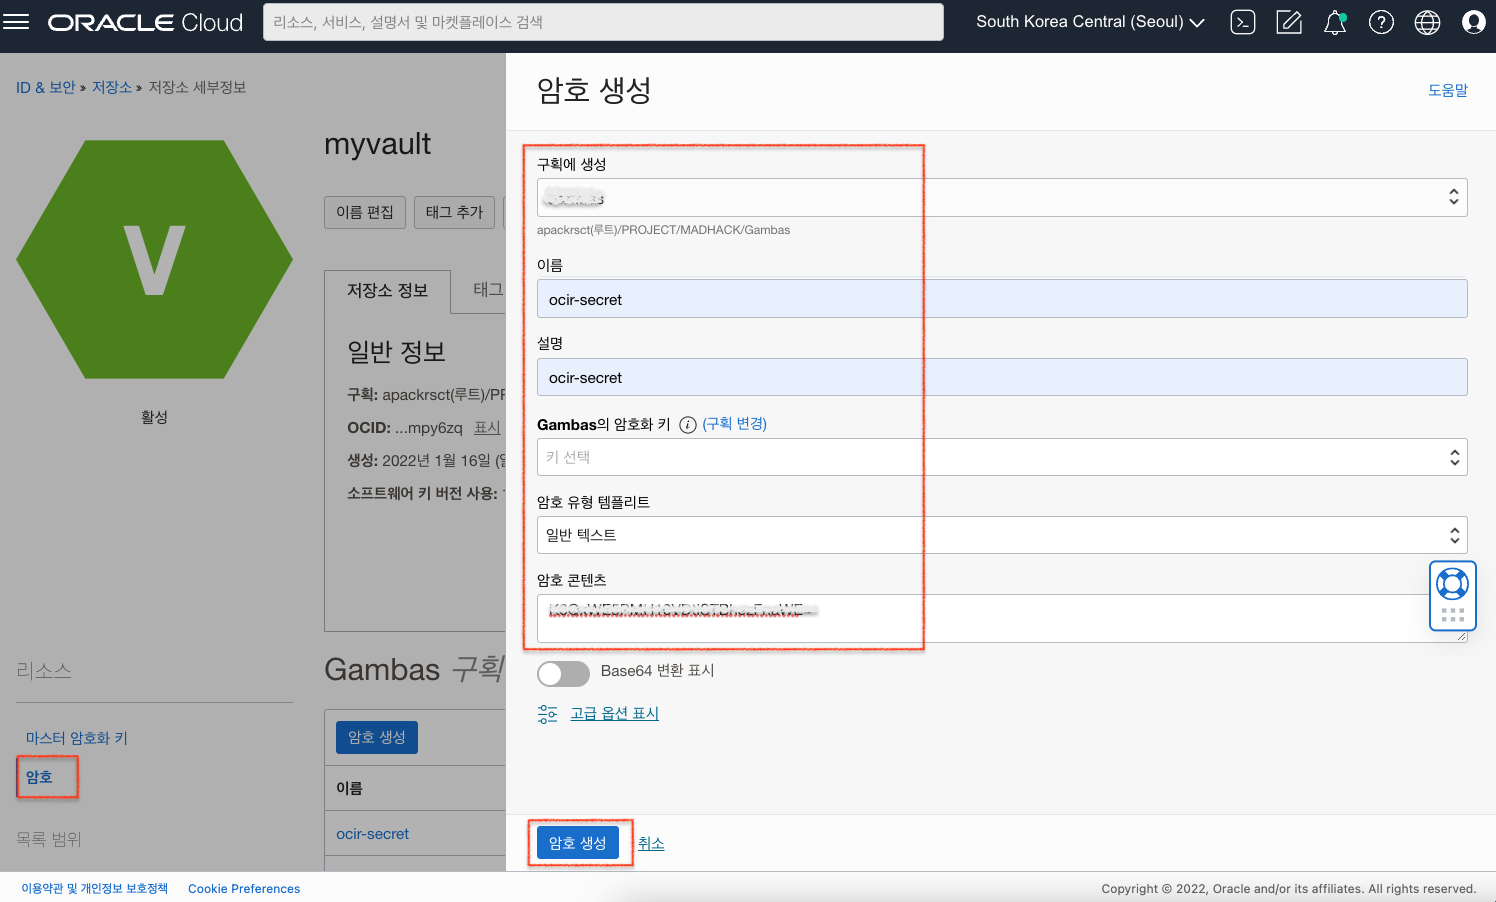 ORACLE Cloud
리소스, 서비스, 설명서 및 마켓플레이스 검색
South Korea Central (Seoul)
ID & 보안 » 저장소 » 저장소 세부정보
V
활성
myvault
이름 편집
태그 추가
저장소 정보
태그
일반 정보
구획: apackrsct(루트)/PR
OCID: ...mpy6zq 표시
생성: 2022년 1월 16일 (일
소프트웨어 키 버전 사용:
리소스
마스터 암호화 키
암호
목록 범위
Gambas 구획
암호 생성
이름
ocir-secret
암호 생성
도움말
구획에 생성
apackrsct(루트)/PROJECT/MADHACK/Gambas
이름
ocir-secret
설명
ocir-secret
Gambas의 암호화 키 (구획 변경)
키 선택
암호 유형 템플리트
일반 텍스트
암호 콘텐츠
Base64 변환 표시
고급 옵션 표시
암호 생성
취소
이용약관 및 개인정보 보호정책
Cookie Preferences
Copyright © 2022, Oracle and/or its affiliates. All rights reserved.